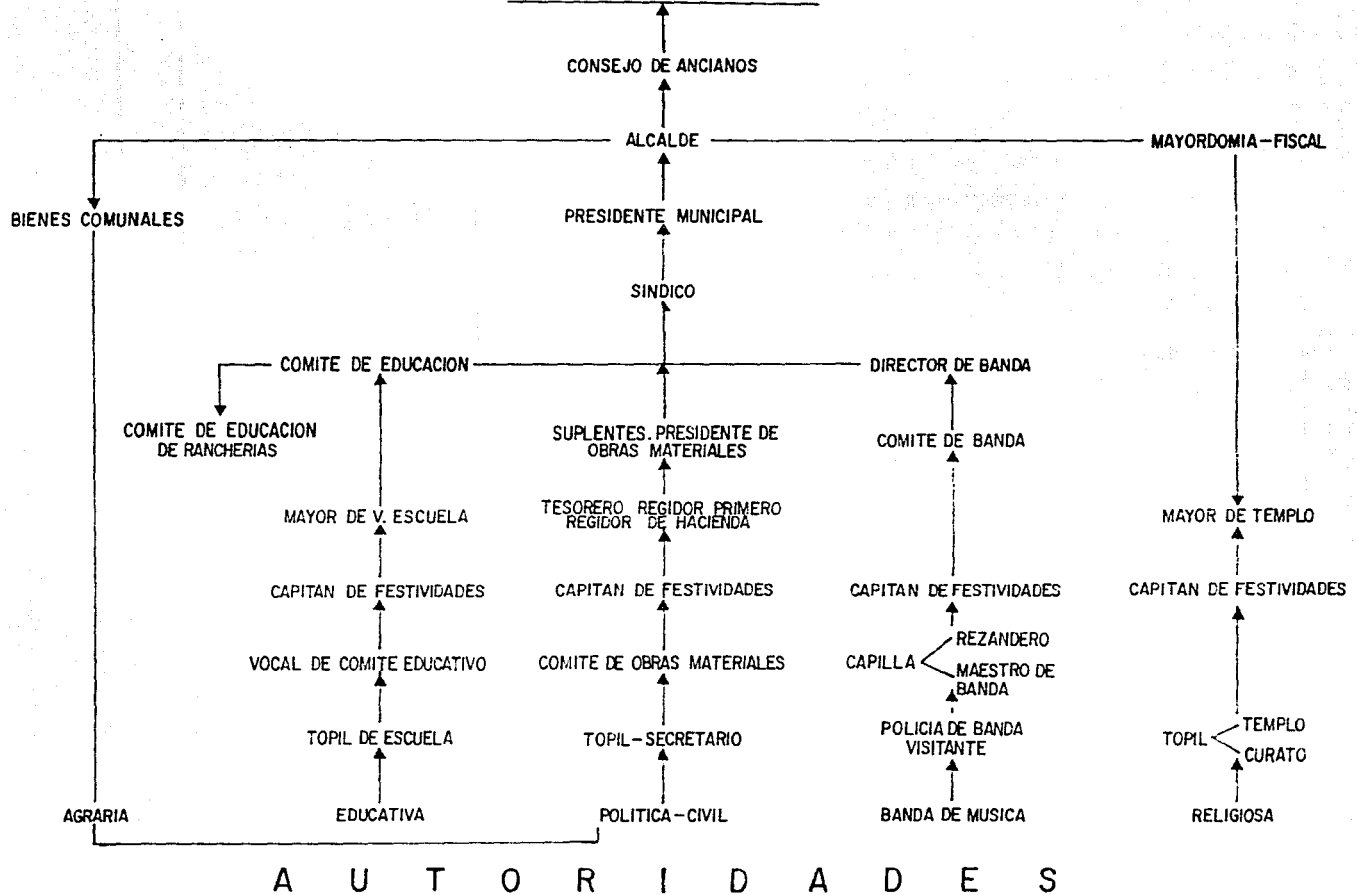 CONSEJO DE ANCIANOS
ALCALDE
MAYORDOMIA-FISCAL
BIENES COMUNALES
PRESIDENTE MUNICIPAL
SINDICO
COMITE DE EDUCACION
DIRECTOR DE BANDA
COMITE DE EDUCACION
DE RANCHERIAS
SUPLENTES. PRESIDENTE DE
OBRAS MATERIALES
COMITE DE BANDA
MAYOR DE V. ESCUELA
TESORERO REGIDOR PRIMERO
REGIDOR DE HACIENDA
MAYOR DE TEMPLO
CAPITAN DE FESTIVIDADES
CAPITAN DE FESTIVIDADES
CAPITAN DE FESTIVIDADES
CAPITAN DE FESTIVIDADES
VOCAL DE COMITE EDUCATIVO
COMITE DE OBRAS MATERIALES
CAPILLA
REZANDERO
MAESTRO DE
BANDA
TOPIL DE ESCUELA
TOPIL-SECRETARIO
POLICIA DE BANDA
VISITANTE
TOPIL
TEMPLO
CURATO
AGRARIA
EDUCATIVA
POLITICA-CIVIL
BANDA DE MUSICA
RELIGIOSA
A U T O R I D A D E S